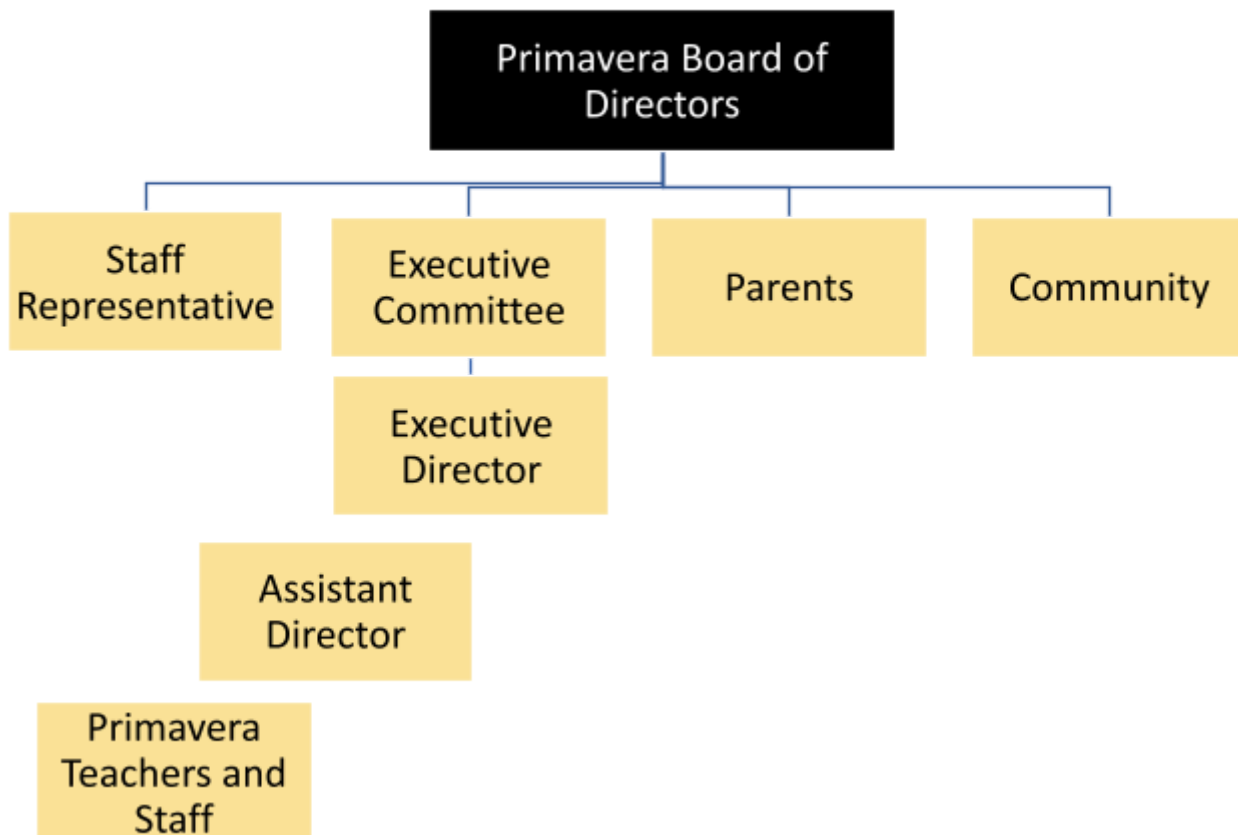 Primavera Board of
Directors
Staff
Representative
Executive
Committee
Parents
Community
Executive
Director
Assistant
Director
Primavera
Teachers and
Staff